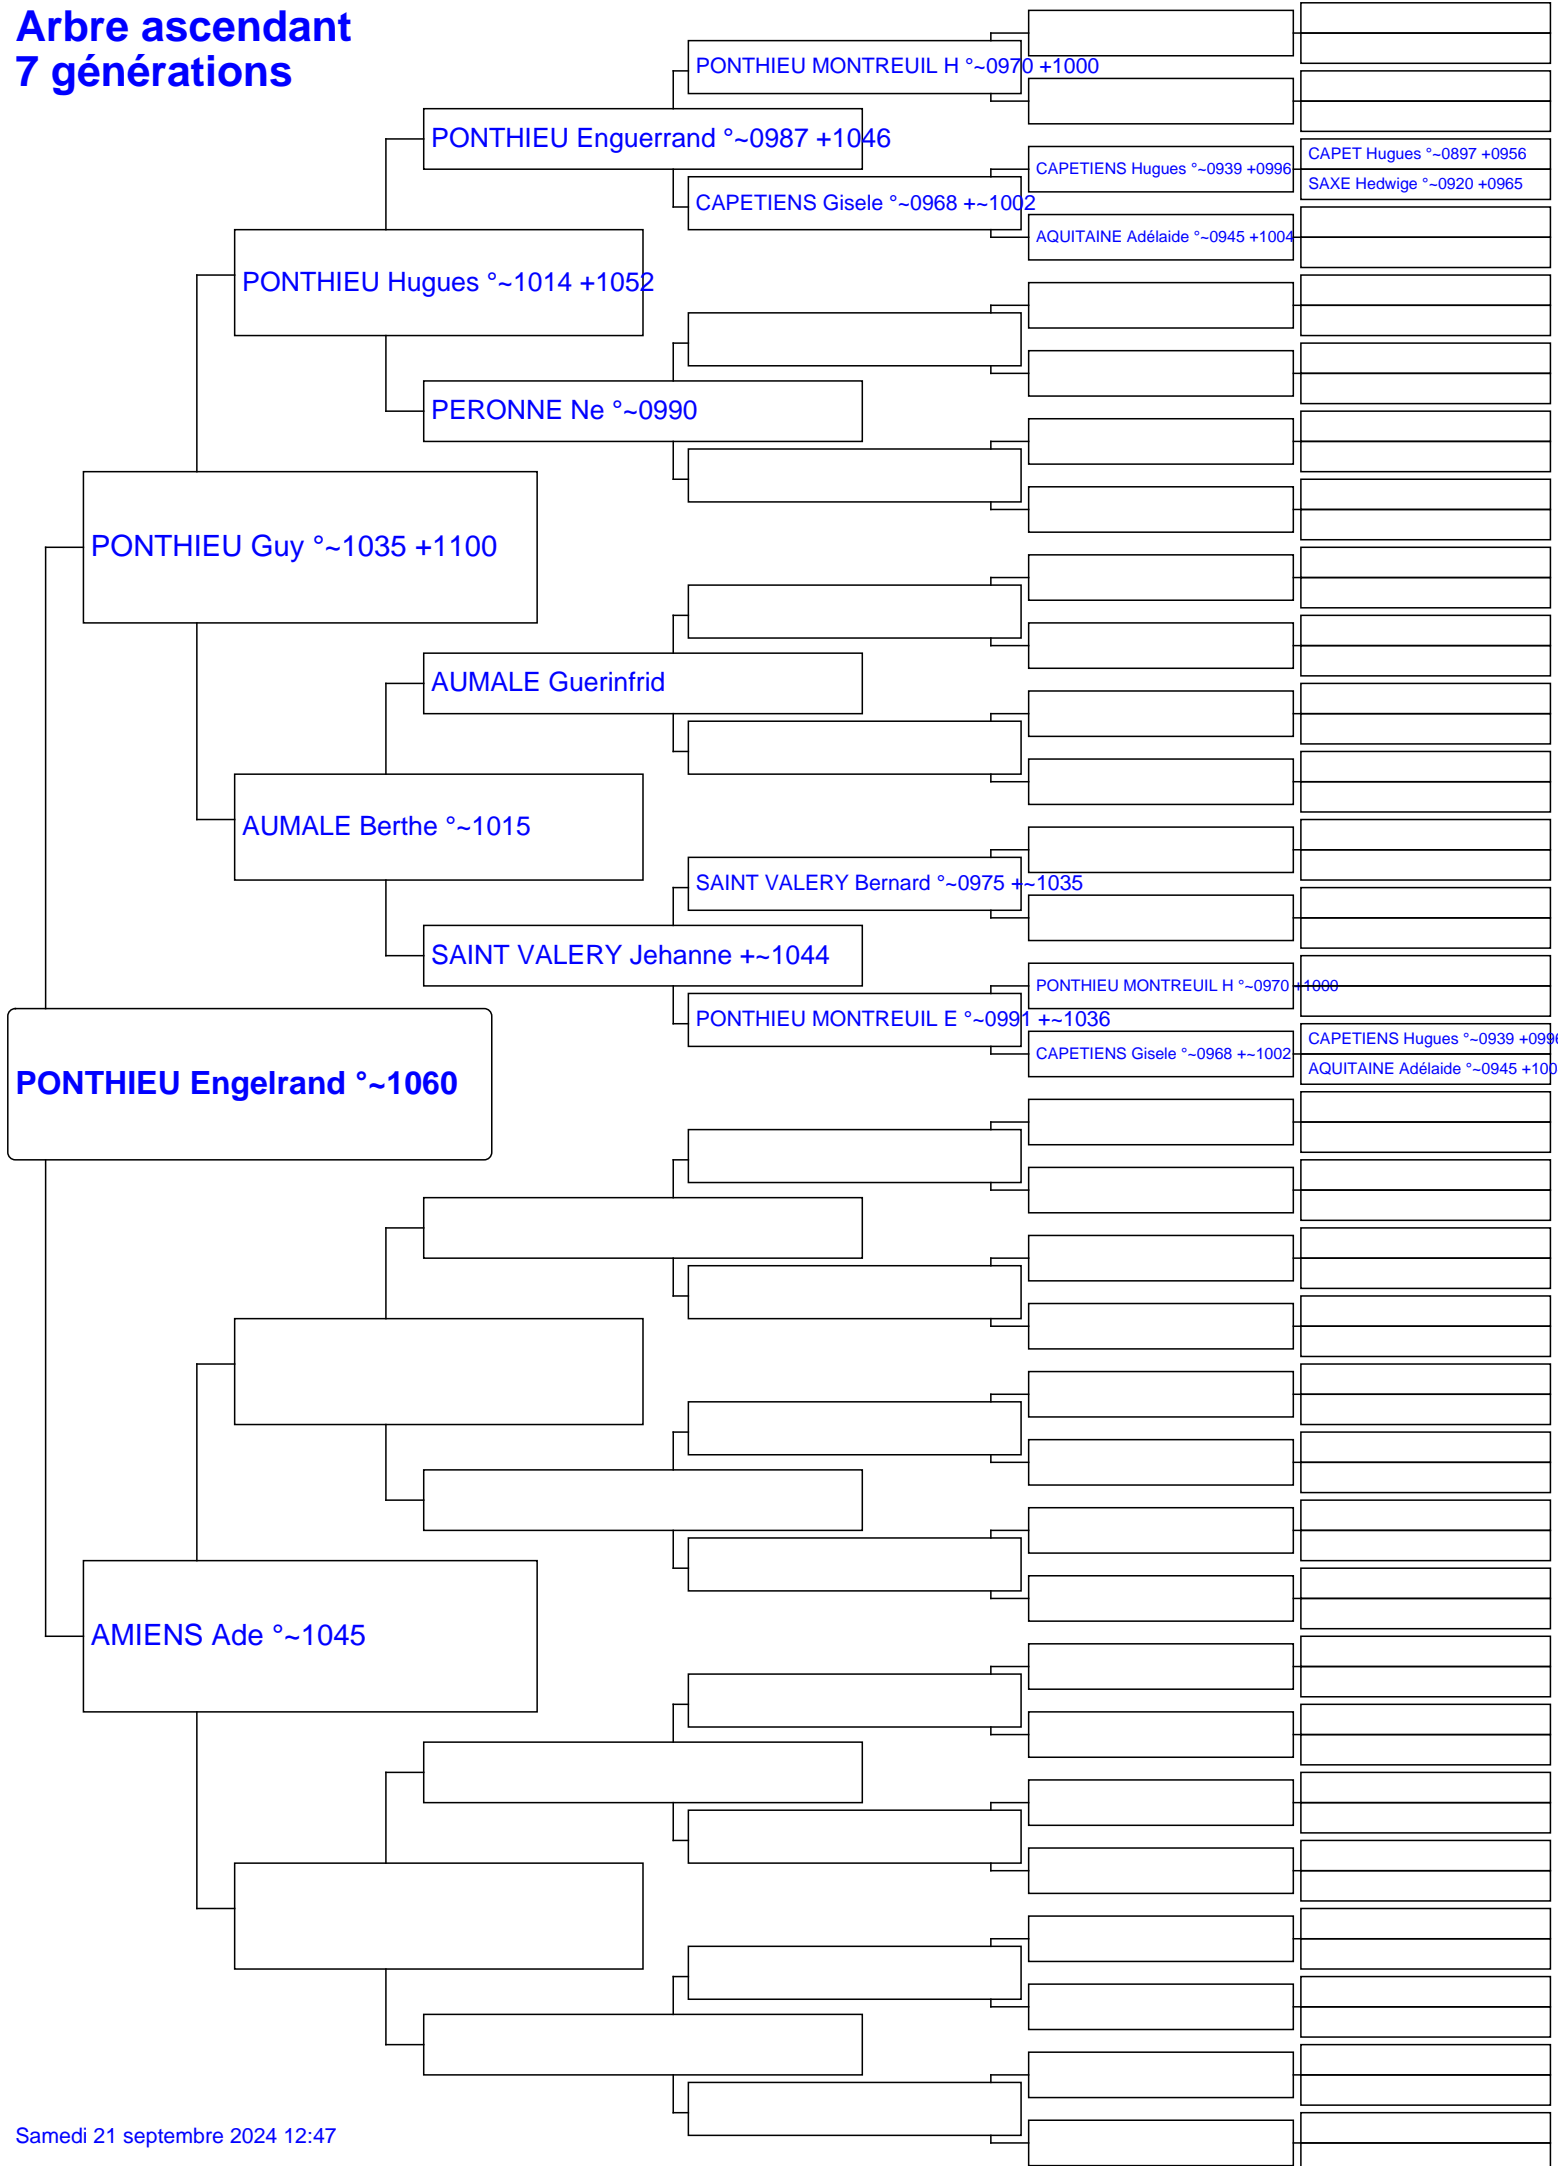 Arbre ascendant
7 générations
PONTHIEU MONTREUIL H °~0970 +1000
PONTHIEU Enguerrand °~0987 +1046
CAPETIENS Hugues °~0939 +0996
CAPET Hugues °~0897 +0956
SAXE Hedwige °~0920 +0965
CAPETIENS Gisele °~0968 +~1002
AQUITAINE Adélaide °~0945 +1004
PONTHIEU Hugues °~1014 +1052
PERONNE Ne °~0990
PONTHIEU Guy °~1035 +1100
AUMALE Guerinfrid
AUMALE Berthe °~1015
SAINT VALERY Bernard °~0975 +~1035
SAINT VALERY Jehanne +~1044
PONTHIEU MONTREUIL H °~0970 +1000
PONTHIEU MONTREUIL E °~0991 +~1036
CAPETIENS Gisele °~0968 +~1002
CAPETIENS Hugues °~0939 +0996
AQUITAINE Adélaide °~0945 +100
PONTHIEU Engelrand °~1060
AMIENS Ade °~1045
Samedi 21 septembre 2024 12:47